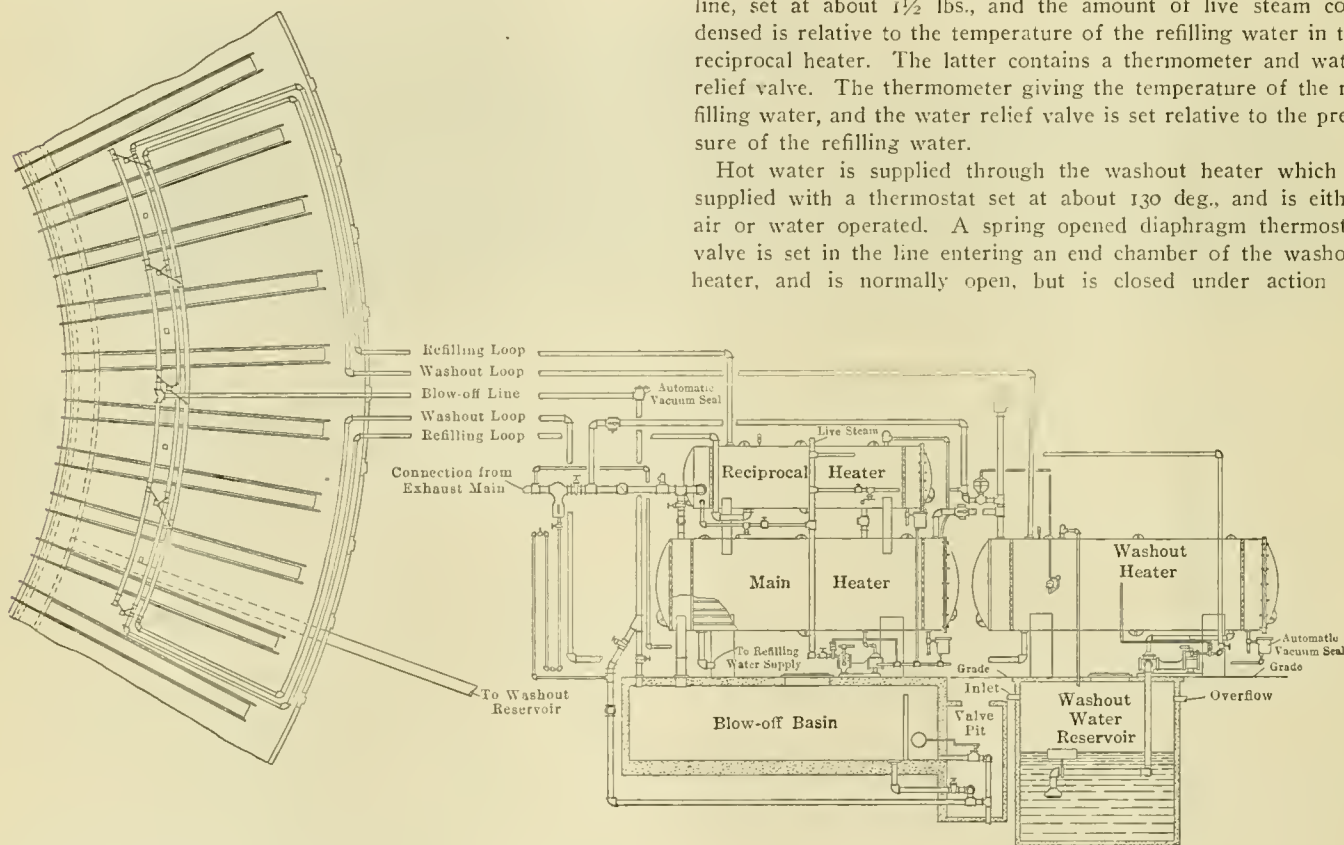 line, set at about 1½ lbs., and the amount of live steam co
densed is relative to the temperature of the refilling water in t
reciprocal heater. The latter contains a thermometer and wat
relief valve. The thermometer giving the temperature of the r
filling water, and the water relief valve is set relative to the pre
sure of the refilling water.
Hot water is supplied through the washout heater which
supplied with a thermostat set at about 130 deg., and is eith
air or water operated. A spring opened diaphragm thermost
valve is set in the line entering an end chamber of the washo
heater, and is normally open, but is closed under action
Refilling Loop
Washout Loop
Blow-off Line
Washout Loop
Refilling Loop
Connection from
Exhaust Main
Automatic
Vacuum Seal
Live Steam
Reciprocal Heater
Main Heater
Washout
Heater
To Refilling
Water Supply
Automatic
Vacuum Seal
Grade
Grade
Inlet
Overflow
To Washout
Reservoir
Blow-off Basin
Valve
Pit
Washout
Water
Reservoir